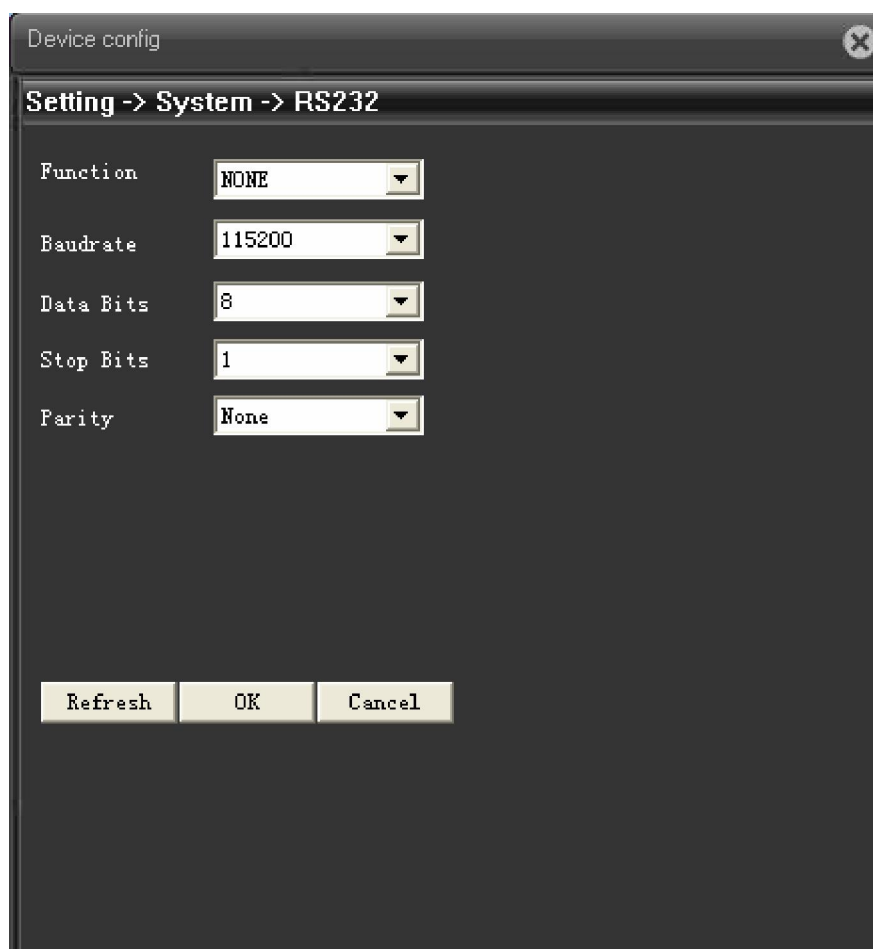 Device config
Setting -> System -> RS232
Function NONE
Baudrate 115200
Data Bits 8
Stop Bits 1
Parity None
Refresh OK Cancel